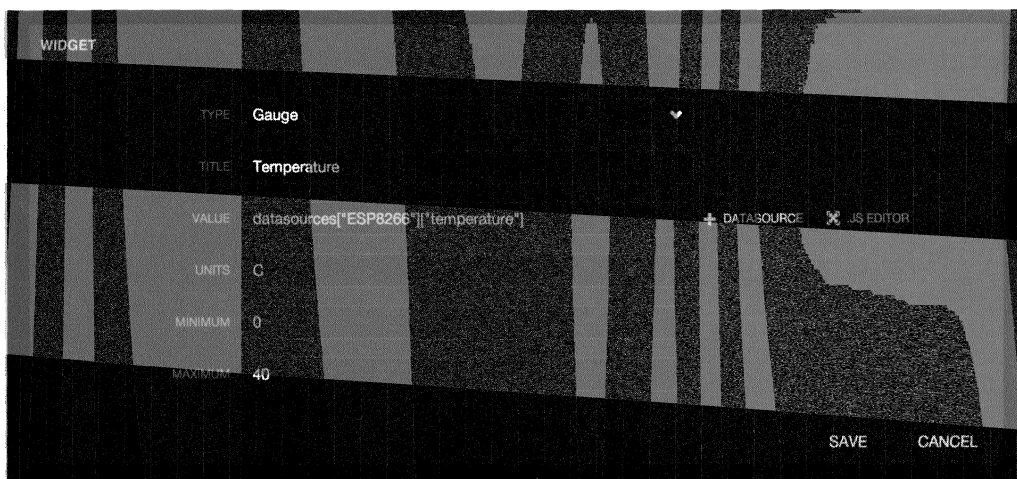 WIDGET
TYPE Gauge
TITLE Temperature
VALUE datasources["ESP8266"]["temperature"] DATASOURCE .JS EDITOR
UNITS C
MINIMUM 0
MAXIMUM 40
SAVE CANCEL